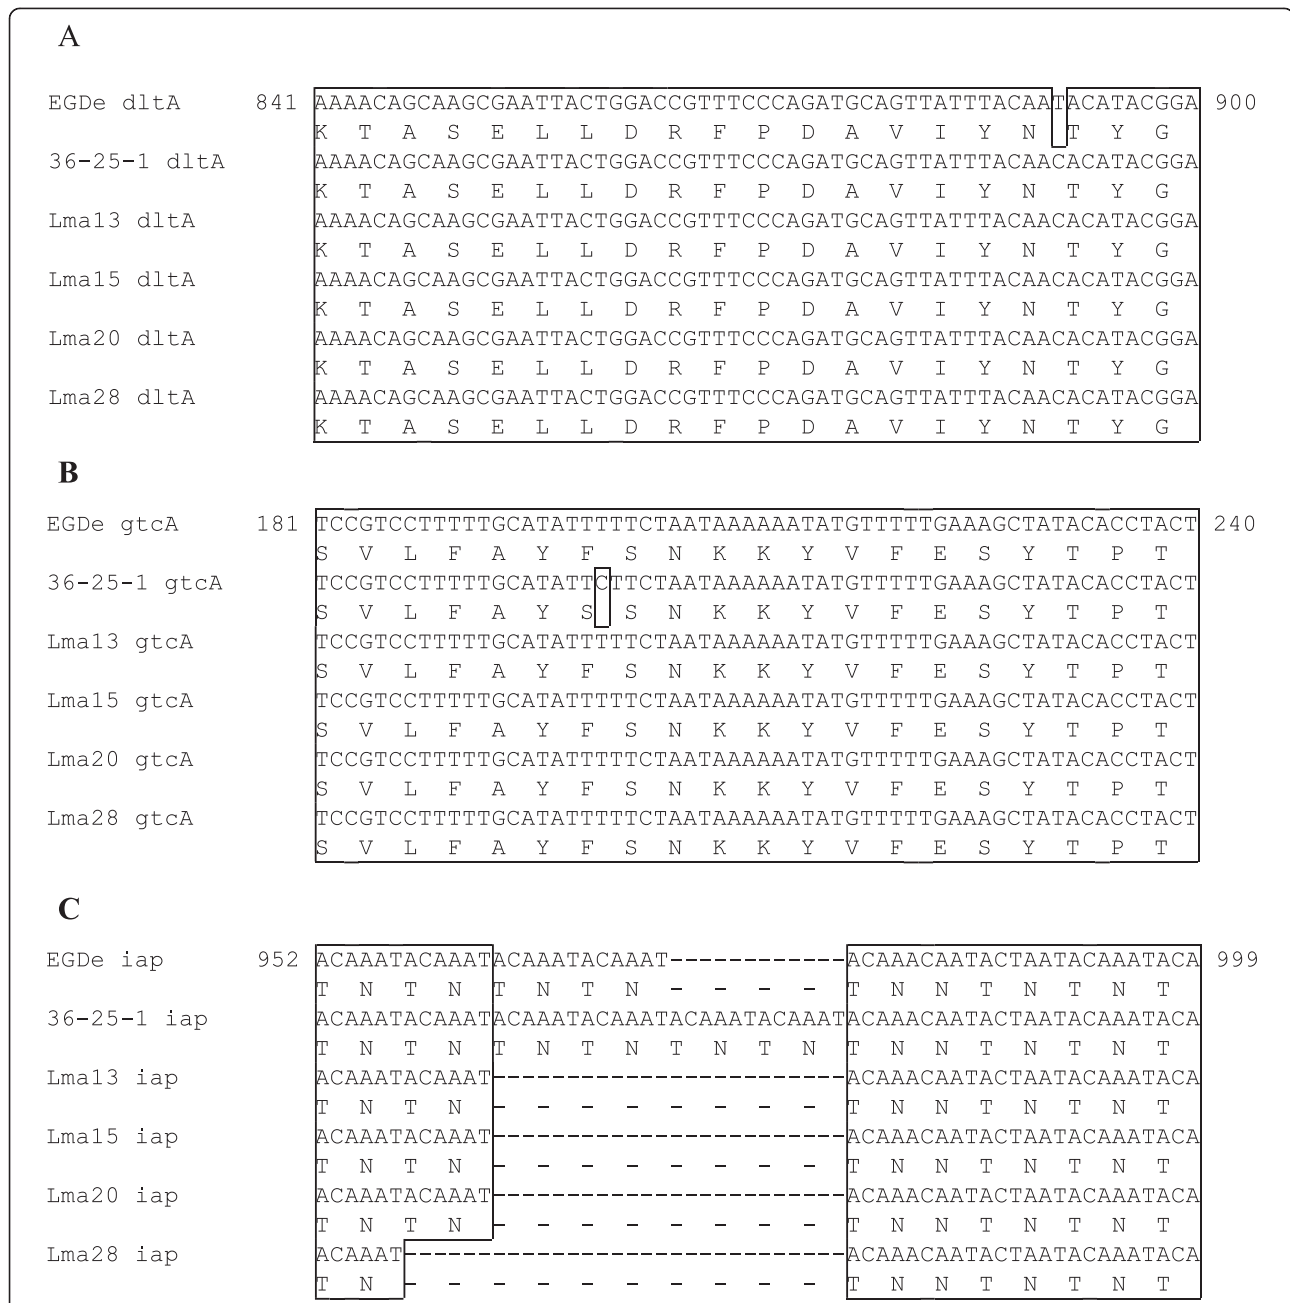 A
EGDe dltA 841 AAAACAGCAAGCGAATTACTGGACCGTTTCCCAGATGCAGTTATTTACAATACATACGGA 900
K T A S E L L D R F P D A V I Y N T Y G
36-25-1 dltA AAAACAGCAAGCGAATTACTGGACCGTTTCCCAGATGCAGTTATTTACAACACATACGGA
K T A S E L L D R F P D A V I Y N T Y G
Lma13 dltA AAAACAGCAAGCGAATTACTGGACCGTTTCCCAGATGCAGTTATTTACAACACATACGGA
K T A S E L L D R F P D A V I Y N T Y G
Lma15 dltA AAAACAGCAAGCGAATTACTGGACCGTTTCCCAGATGCAGTTATTTACAACACATACGGA
K T A S E L L D R F P D A V I Y N T Y G
Lma20 dltA AAAACAGCAAGCGAATTACTGGACCGTTTCCCAGATGCAGTTATTTACAACACATACGGA
K T A S E L L D R F P D A V I Y N T Y G
Lma28 dltA AAAACAGCAAGCGAATTACTGGACCGTTTCCCAGATGCAGTTATTTACAACACATACGGA
K T A S E L L D R F P D A V I Y N T Y G
B
EGDe gtcA 181 TCCGTCCTTTTTGCATATTTTTCTAATAAAAAATATGTTTTTGAAAGCTATACACCTACT 240
S V L F A Y F S N K K Y V F E S Y T P T
36-25-1 gtcA TCCGTCCTTTTTGCATATTCTTCTAATAAAAAATATGTTTTTGAAAGCTATACACCTACT
S V L F A Y S S N K K Y V F E S Y T P T
Lma13 gtcA TCCGTCCTTTTTGCATATTTTTCTAATAAAAAATATGTTTTTGAAAGCTATACACCTACT
S V L F A Y F S N K K Y V F E S Y T P T
Lma15 gtcA TCCGTCCTTTTTGCATATTTTTCTAATAAAAAATATGTTTTTGAAAGCTATACACCTACT
S V L F A Y F S N K K Y V F E S Y T P T
Lma20 gtcA TCCGTCCTTTTTGCATATTTTTCTAATAAAAAATATGTTTTTGAAAGCTATACACCTACT
S V L F A Y F S N K K Y V F E S Y T P T
Lma28 gtcA TCCGTCCTTTTTGCATATTTTTCTAATAAAAAATATGTTTTTGAAAGCTATACACCTACT
S V L F A Y F S N K K Y V F E S Y T P T
C
EGDe iap 952 ACAAATACAAATACAAATACAAAT------------ACAAACAATACTAATACAAATACA 999
T N T N T N T N - - - - T N N T N T N T
36-25-1 iap ACAAATACAAATACAAATACAAATACAAATACAAATACAAACAATACTAATACAAATACA
T N T N T N T N T N T N T N N T N T N T
Lma13 iap ACAAATACAAAT------------------------ACAAACAATACTAATACAAATACA
T N T N - - - - - - - - T N N T N T N T
Lma15 iap ACAAATACAAAT------------------------ACAAACAATACTAATACAAATACA
T N T N - - - - - - - - T N N T N T N T
Lma20 iap ACAAATACAAAT------------------------ACAAACAATACTAATACAAATACA
T N T N - - - - - - - - T N N T N T N T
Lma28 iap ACAAAT------------------------------ACAAACAATACTAATACAAATACA
T N - - - - - - - - - - T N N T N T N T